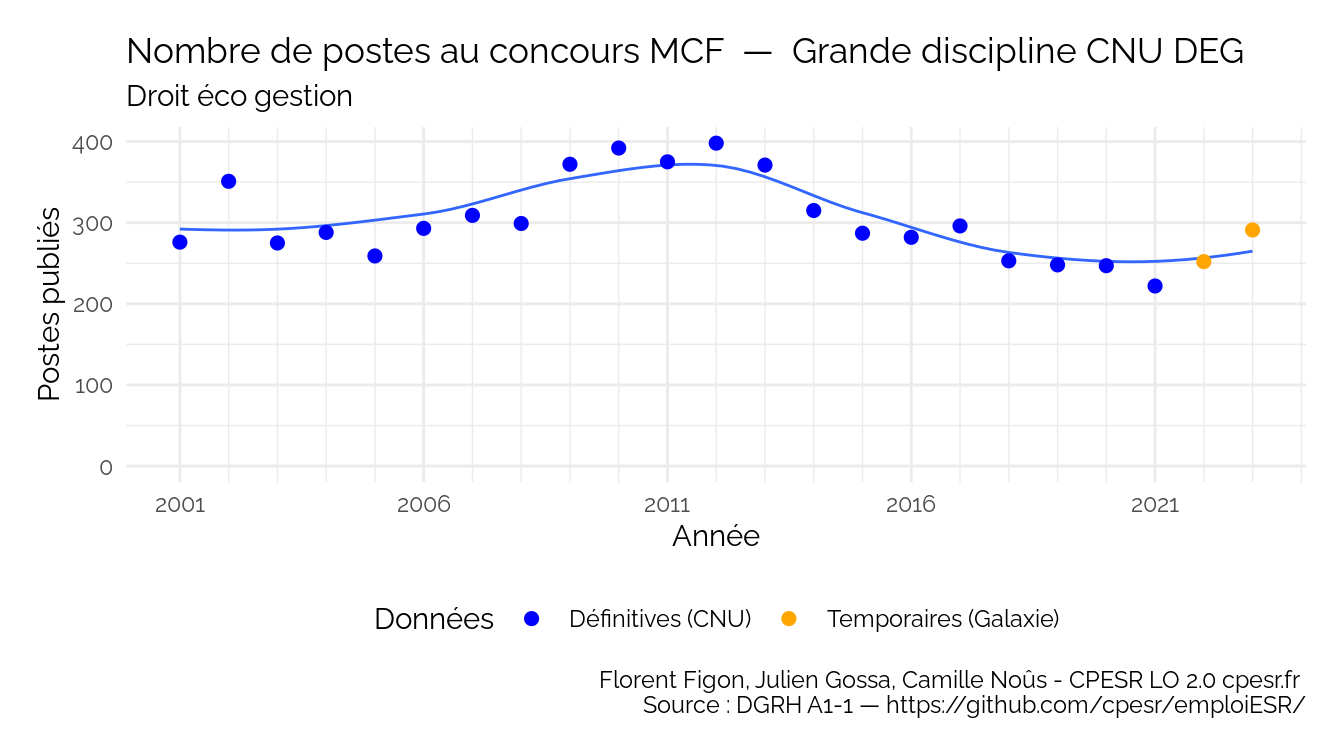 Nombre de postes au concours MCF — Grande discipline CNU DEG
Droit éco gestion
400
300
200
100
0
Postes publiés
2001 2006 2011 2016 2021
Année
Données Définitives (CNU) Temporaires (Galaxie)
Florent Figon, Julien Gossa, Camille Noûs - CPESR LO 2.0 cpesr.fr
Source : DGRH A1-1 — https://github.com/cpesr/emploiESR/